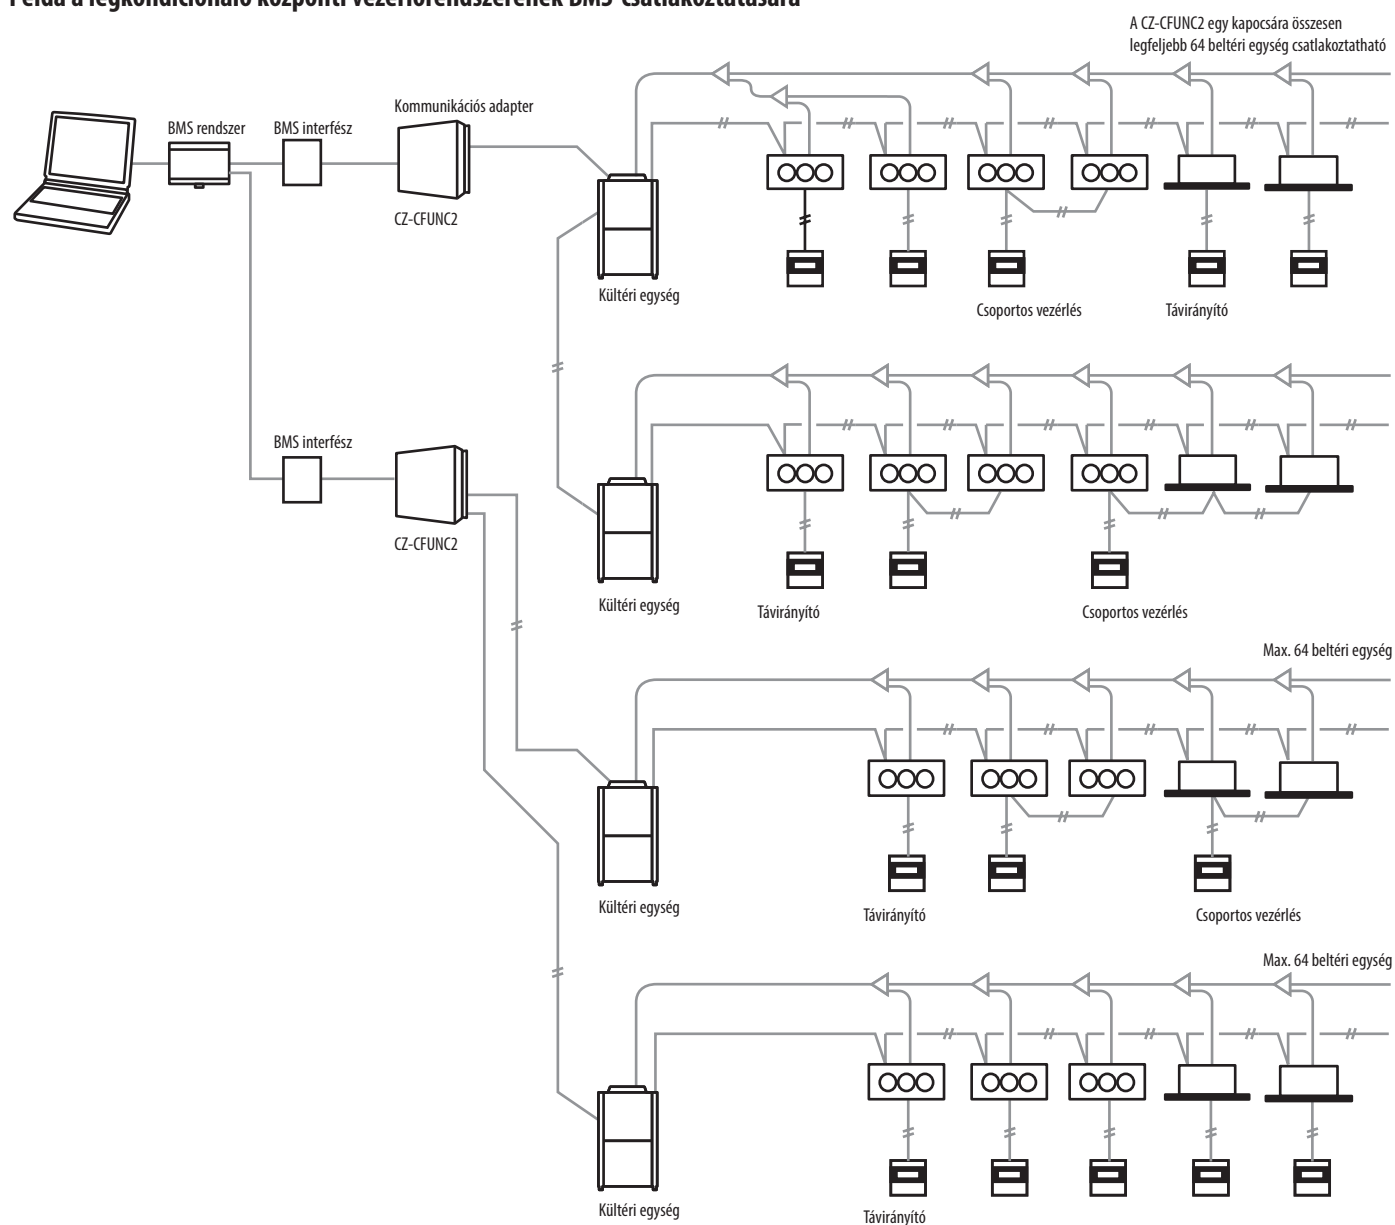 Példa a légkondicionáló központi vezérlőrendszerének BMS-csatlakoztatására
A CZ-CFUNC2 egy kapocsára összesen
legfeljebb 64 beltéri egység csatlakoztatható
Kommunikációs adapter
BMS rendszer
BMS interfész
CZ-CFUNC2
Kültéri egység
Csoportos vezérlés
Távirányító
BMS interfész
CZ-CFUNC2
Kültéri egység
Távirányító
Csoportos vezérlés
Max. 64 beltéri egység
Kültéri egység
Távirányító
Csoportos vezérlés
Max. 64 beltéri egység
Kültéri egység
Távirányító